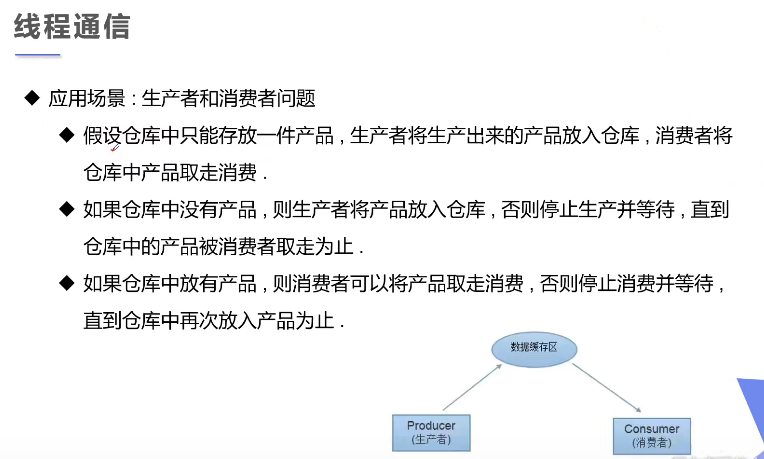 线程通信
◆ 应用场景 : 生产者和消费者问题
◆ 假设仓库中只能存放一件产品 , 生产者将生产出来的产品放入仓库 , 消费者将
仓库中产品取走消费 .
◆ 如果仓库中没有产品 , 则生产者将产品放入仓库 , 否则停止生产并等待 , 直到
仓库中的产品被消费者取走为止 .
◆ 如果仓库中放有产品 , 则消费者可以将产品取走消费 , 否则停止消费并等待 ,
直到仓库中再次放入产品为止 .
数据缓存区
Producer
(生产者)
Consumer
(消费者)